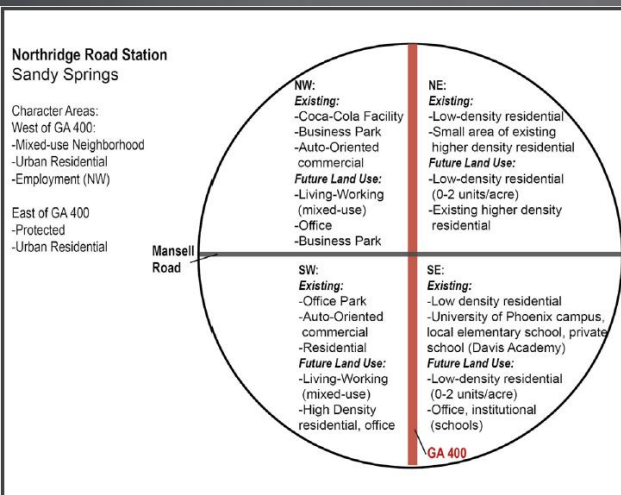 Northridge Road Station
Sandy Springs
Character Areas:
West of GA 400:
-Mixed-use Neighborhood
-Urban Residential
-Employment (NW)
East of GA 400
-Protected
-Urban Residential
Mansell
Road
NW:
Existing:
-Coca-Cola Facility
-Business Park
-Auto-Oriented
commercial
Future Land Use:
-Living-Working
(mixed-use)
-Office
-Business Park
NE:
Existing:
-Low-density residential
-Small area of existing
higher density residential
Future Land Use:
-Low-density residential
(0-2 units/acre)
-Existing higher density
residential
SW:
Existing:
-Office Park
-Auto-Oriented
commercial
-Residential
Future Land Use:
-Living-Working
(mixed-use)
-High Density
residential, office
SE:
Existing:
-Low density residential
-University of Phoenix campus,
local elementary school, private
school (Davis Academy)
Future Land Use:
-Low-density residential
(0-2 units/acre)
-Office, institutional
(schools)
GA 400